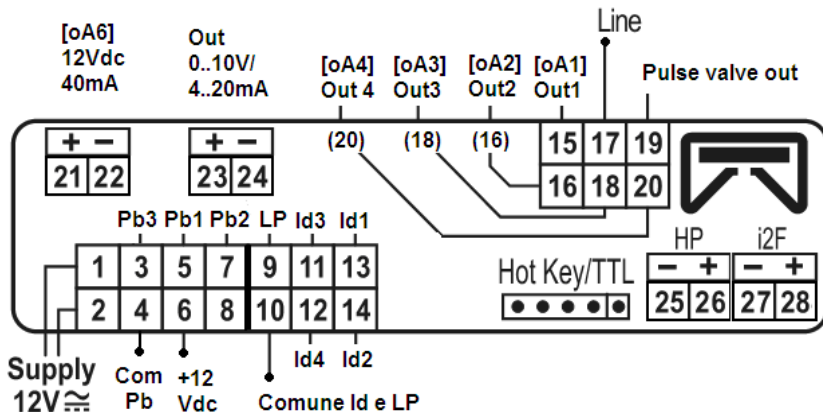 [oA6]
12Vdc
40mA
Out
0..10V/
4..20mA
[oA4]
Out 4
[oA3]
Out3
[oA2]
Out2
[oA1]
Out1
Line
Pulse valve out
+ −
21 22
+ −
23 24
(20)
(18)
(16)
15 17 19
16 18 20
Pb3 Pb1 Pb2 LP Id3 Id1
1 3 5 7 9 11 13
2 4 6 8 10 12 14
Hot Key/TTL
HP
− +
25 26
i2F
− +
27 28
Supply
12V≂
Com
Pb
+12
Vdc
Id4
Id2
Comune Id e LP